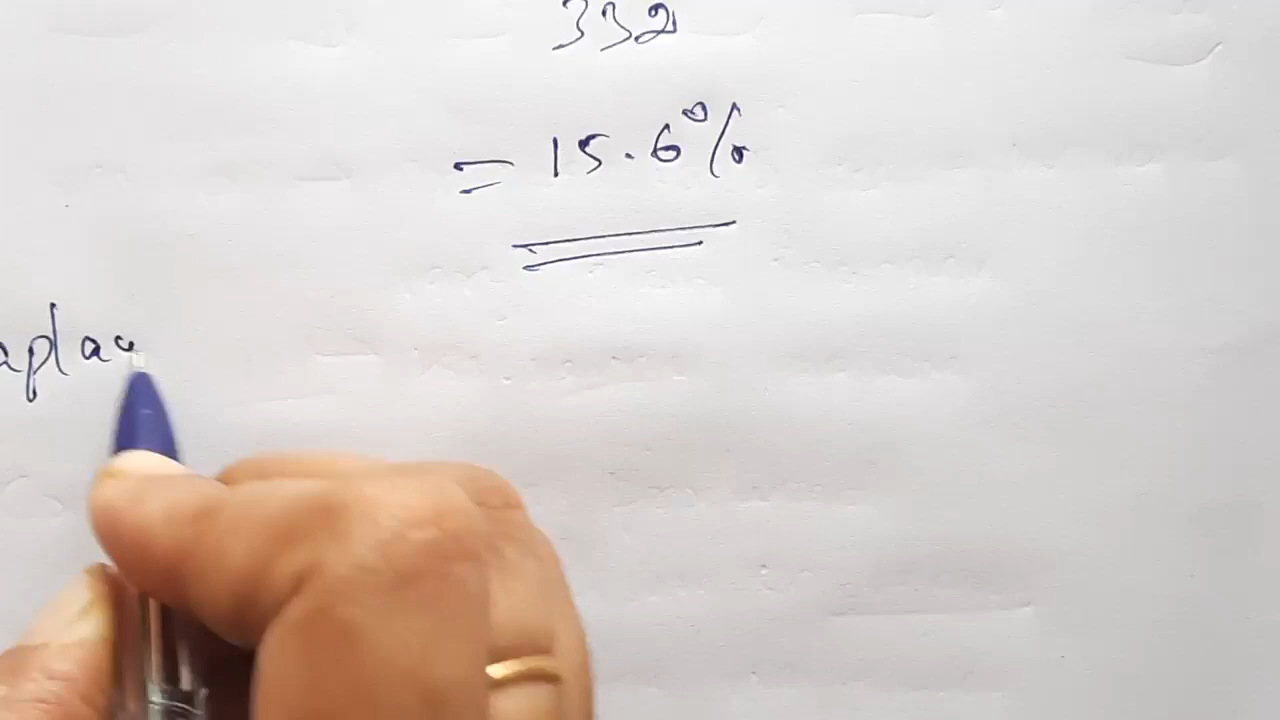 332
= 15.6%
aplac